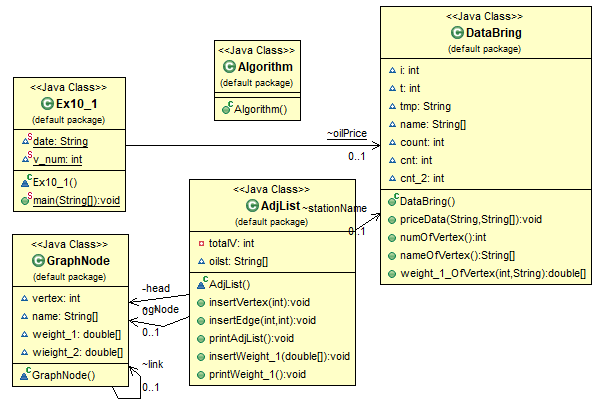 <<Java Class>>
DataBring
(default package)
i: int
t: int
tmp: String
name: String[]
count: int
cnt: int
cnt_2: int
DataBring()
priceData(String,String[]):void
numOfVertex():int
nameOfVertex():String[]
weight_1_OfVertex(int,String):double[]
<<Java Class>>
Algorithm
(default package)
Algorithm()
<<Java Class>>
Ex10_1
(default package)
date: String
v_num: int
Ex10_1()
main(String[]):void
~oilPrice
0..1
<<Java Class>>
AdjList
(default package)
totalV: int
oilst: String[]
AdjList()
insertVertex(int):void
insertEdge(int,int):void
printAdjList():void
insertWeight_1(double[]):void
printWeight_1():void
~stationName
0..1
<<Java Class>>
GraphNode
(default package)
vertex: int
name: String[]
weight_1: double[]
wieight_2: double[]
GraphNode()
~head
0..1
~link
0..1